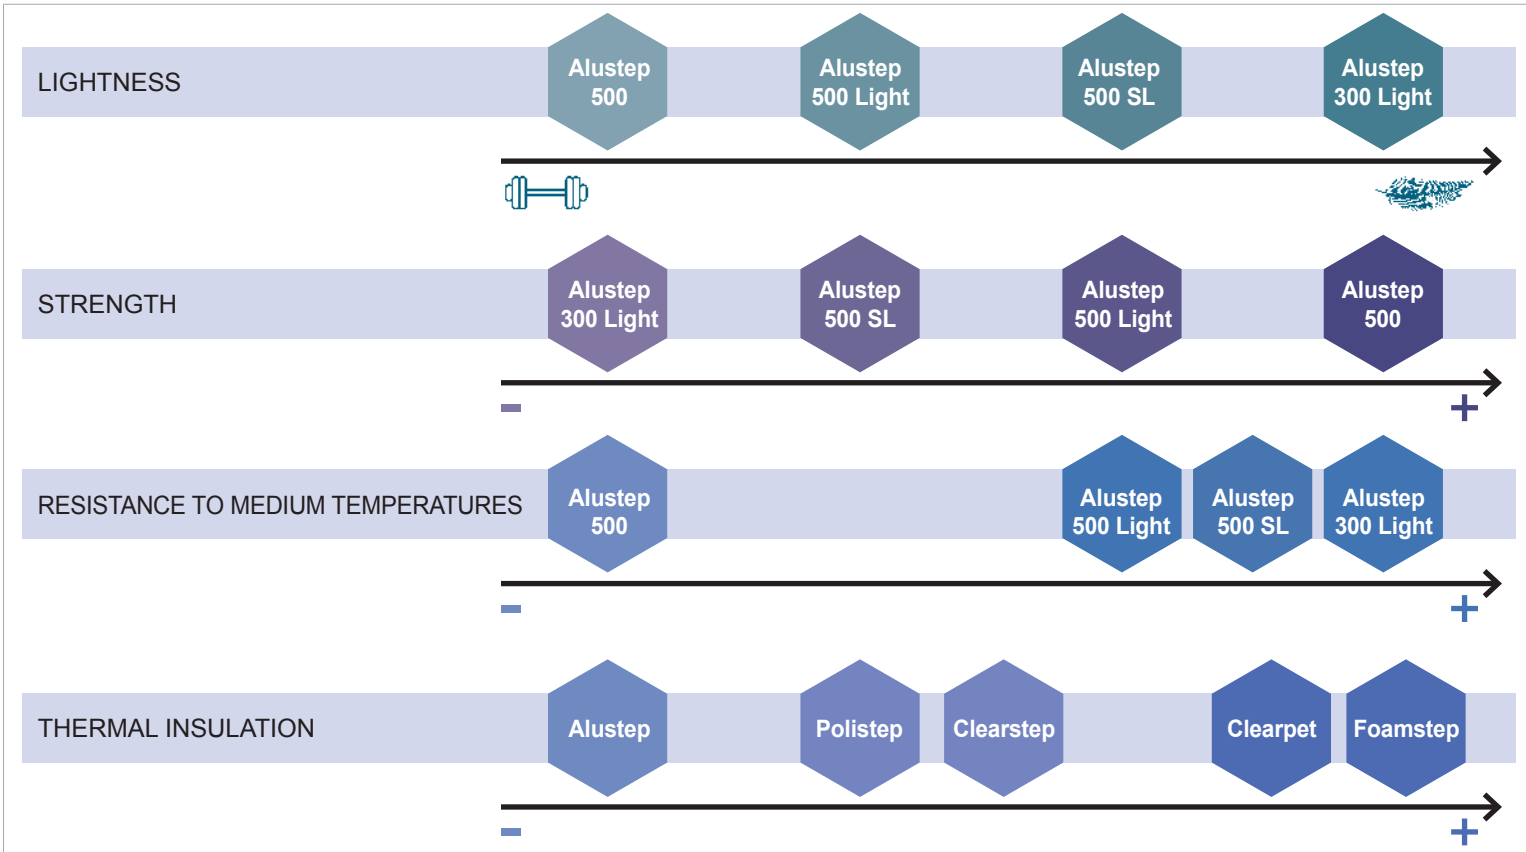 LIGHTNESS
Alustep
500
Alustep
500 Light
Alustep
500 SL
Alustep
300 Light
STRENGTH
Alustep
300 Light
Alustep
500 SL
Alustep
500 Light
Alustep
500
-
+
RESISTANCE TO MEDIUM TEMPERATURES
Alustep
500
Alustep
500 Light
Alustep
500 SL
Alustep
300 Light
-
+
THERMAL INSULATION
Alustep
Polistep
Clearstep
Clearpet
Foamstep
-
+